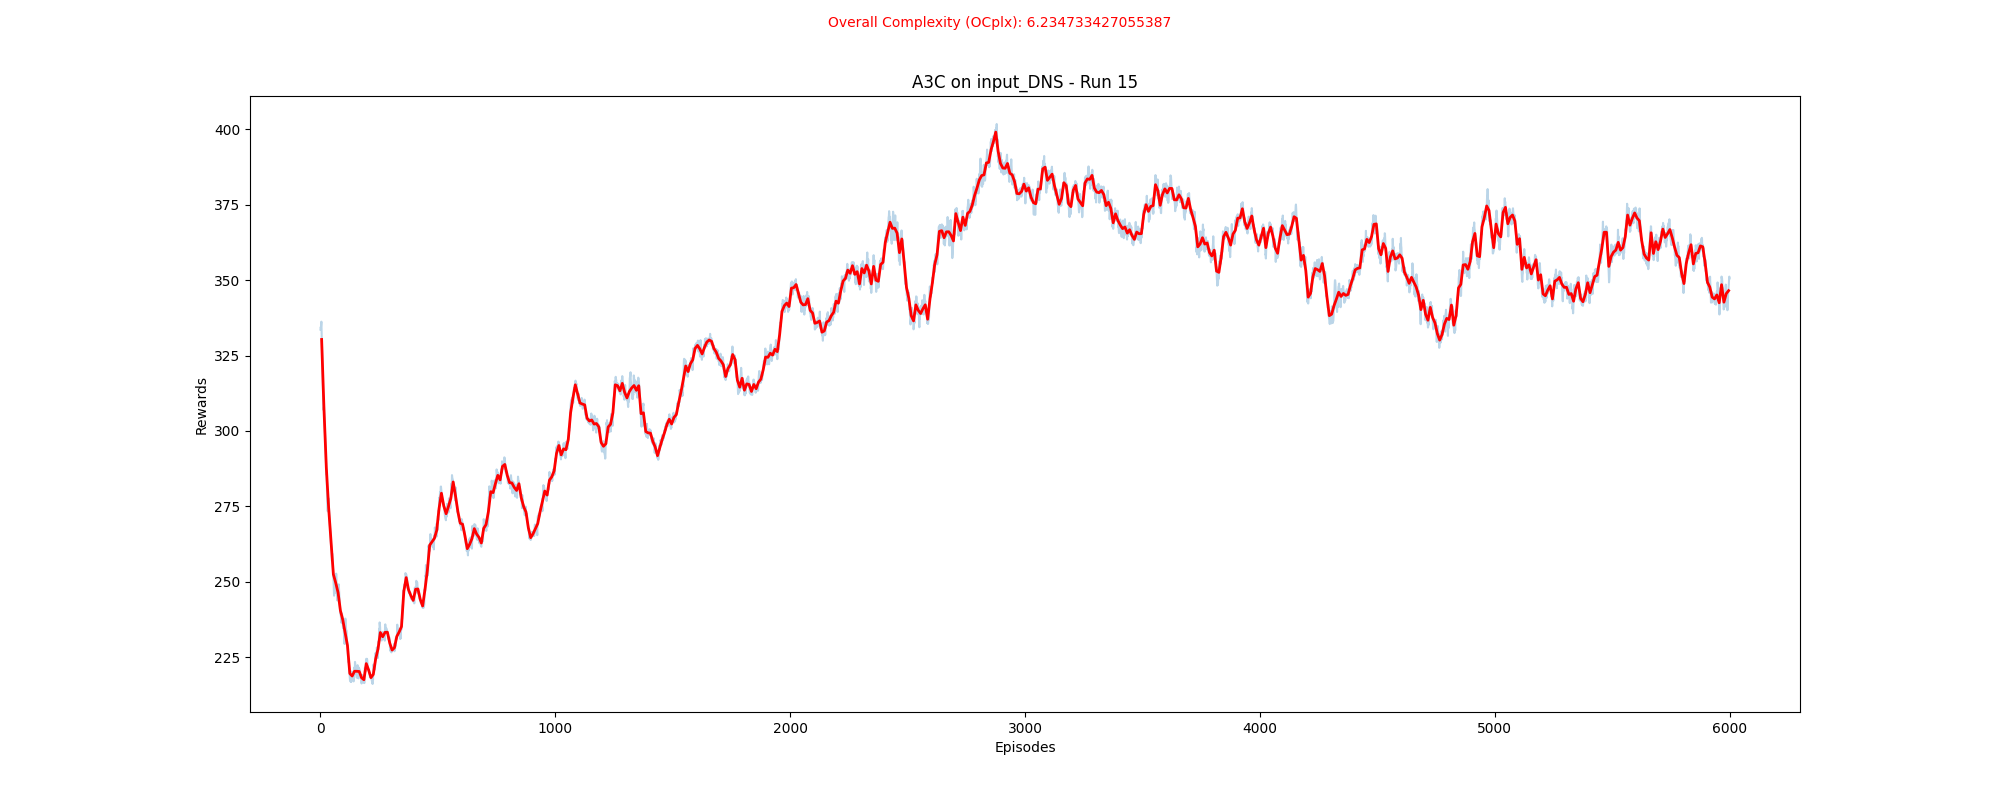 Overall Complexity (OCplx): 6.234733427055387
A3C on input_DNS - Run 15
400
375
350
325
300
275
250
225
Rewards
0 1000 2000 3000 4000 5000 6000
Episodes